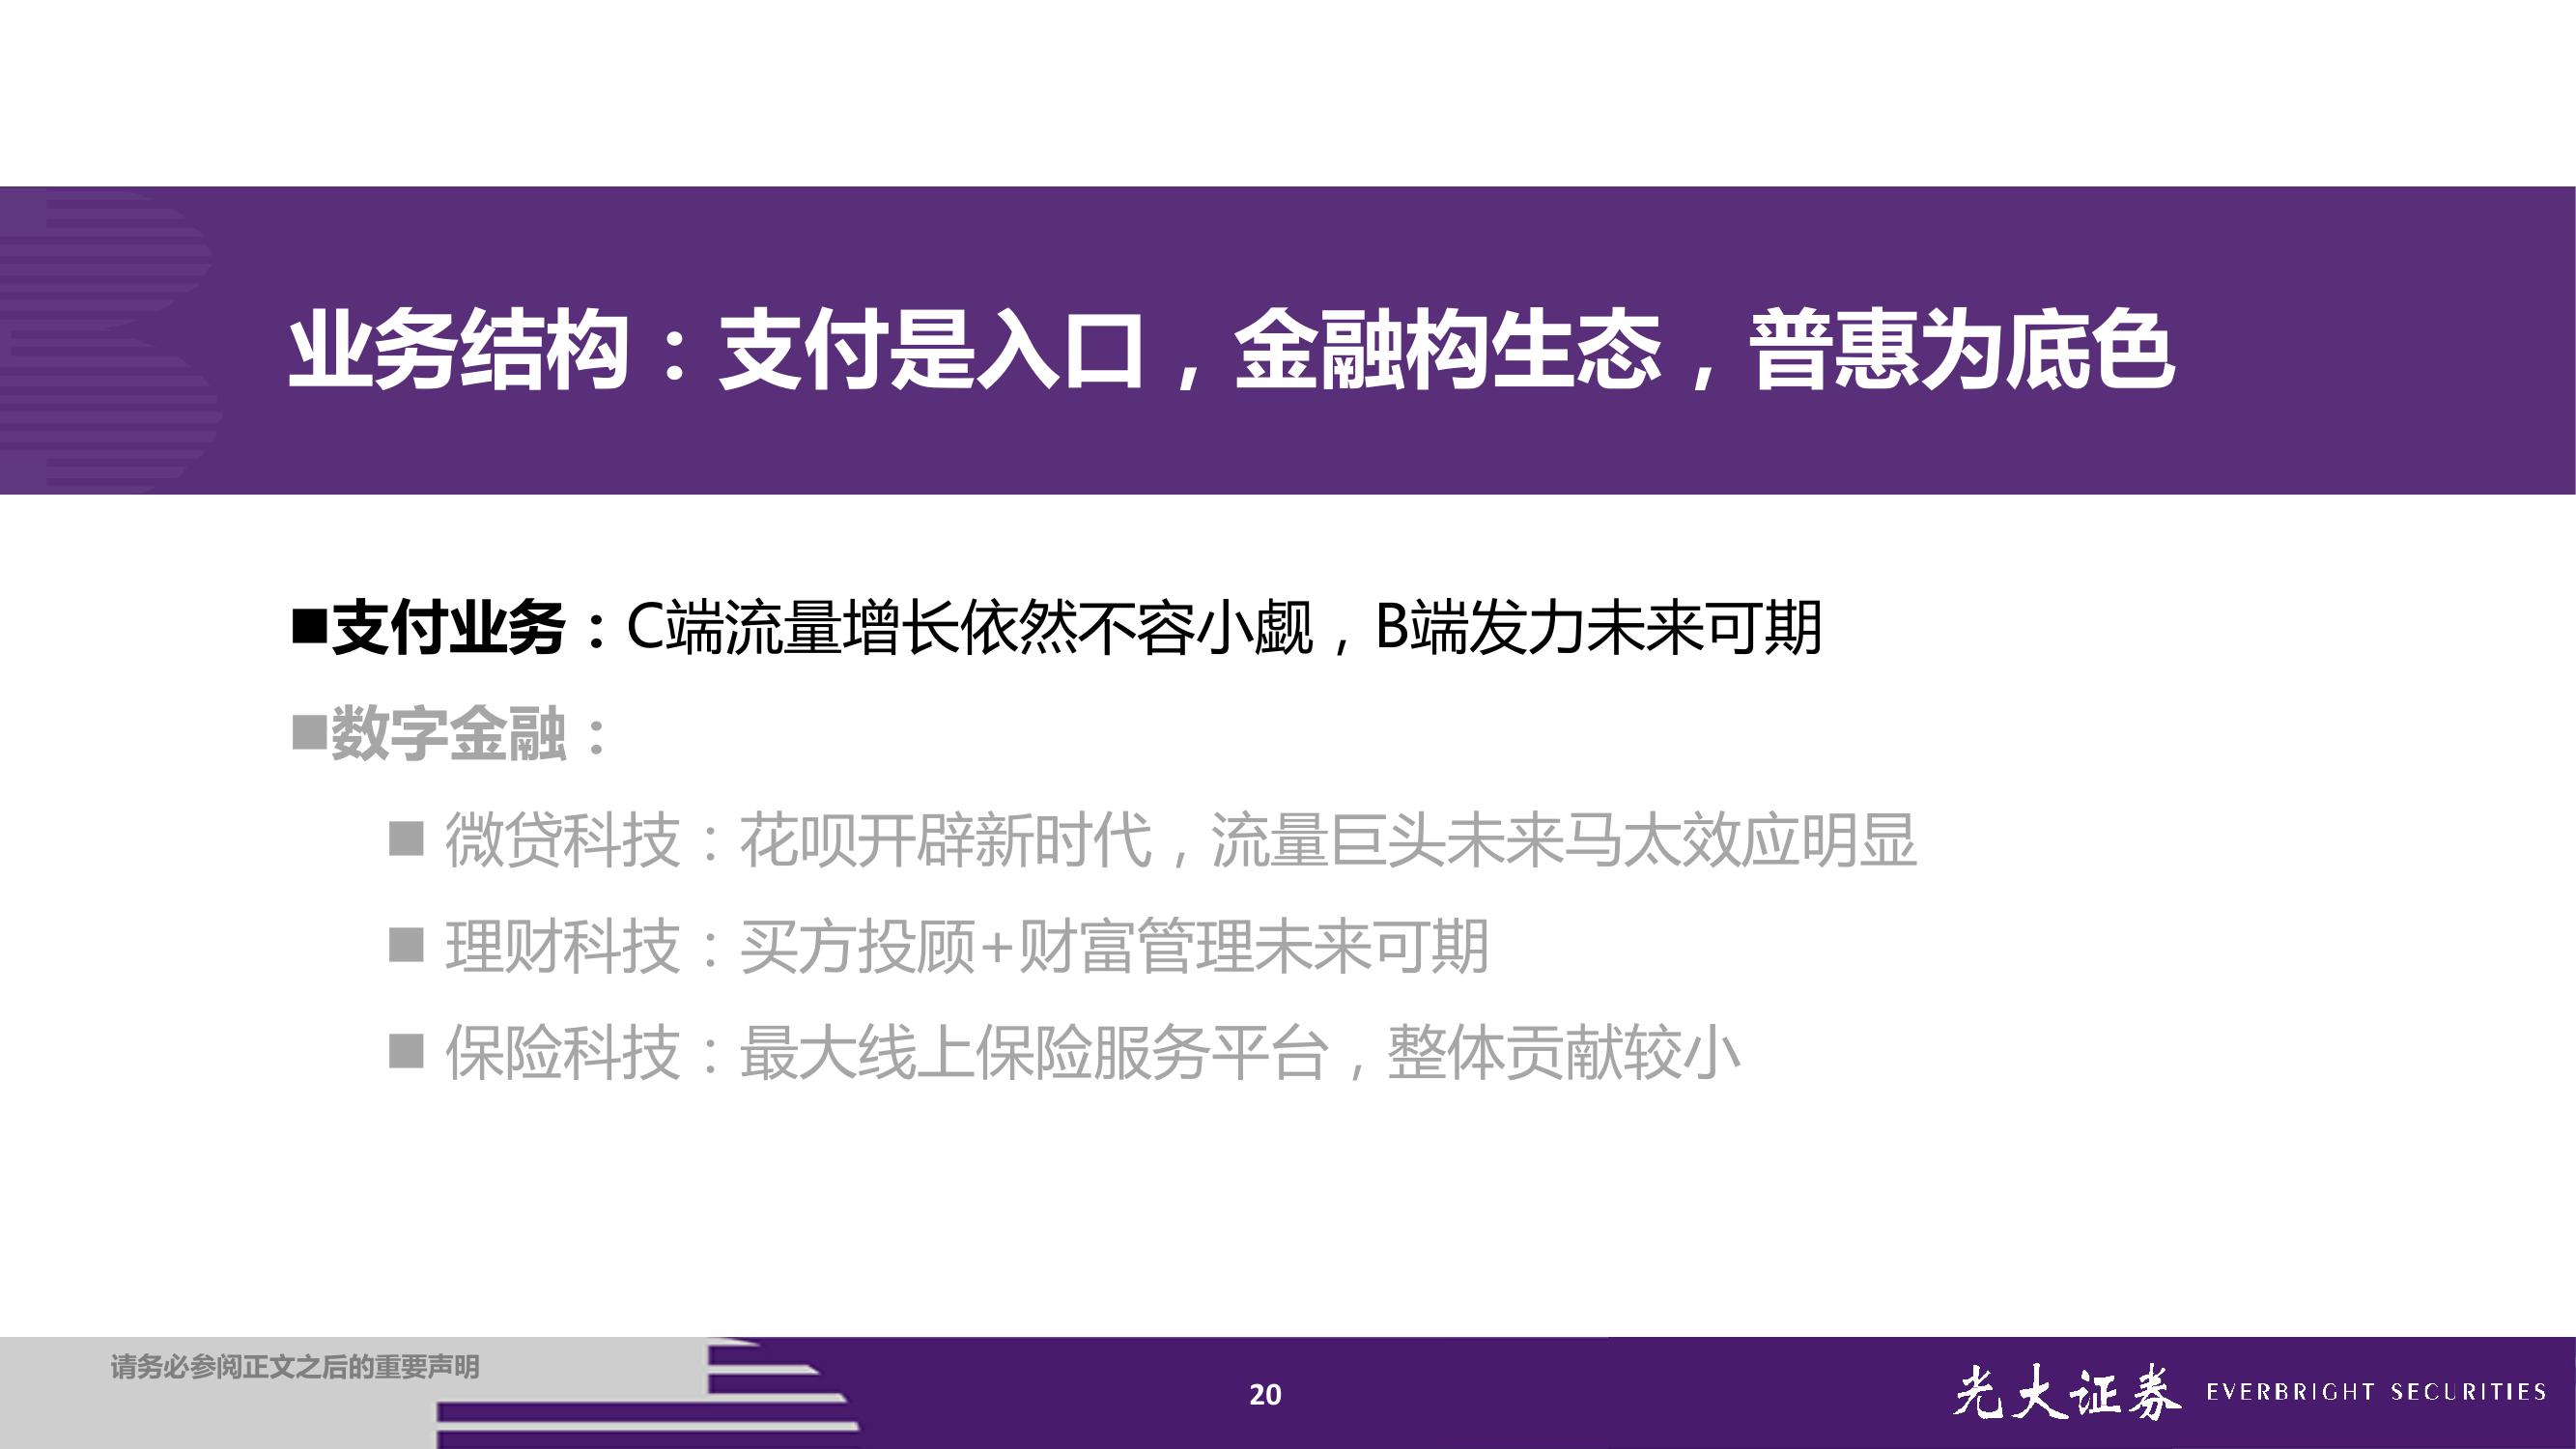 业务结构：支付是入口，金融构生态，普惠为底色
■支付业务：C端流量增长依然不容小觑，B端发力未来可期
■数字金融：
■ 微贷科技：花呗开辟新时代，流量巨头未来马太效应明显
■ 理财科技：买方投顾+财富管理未来可期
■ 保险科技：最大线上保险服务平台，整体贡献较小
请务必参阅正文之后的重要声明
20
光大证券 EVERBRIGHT SECURITIES